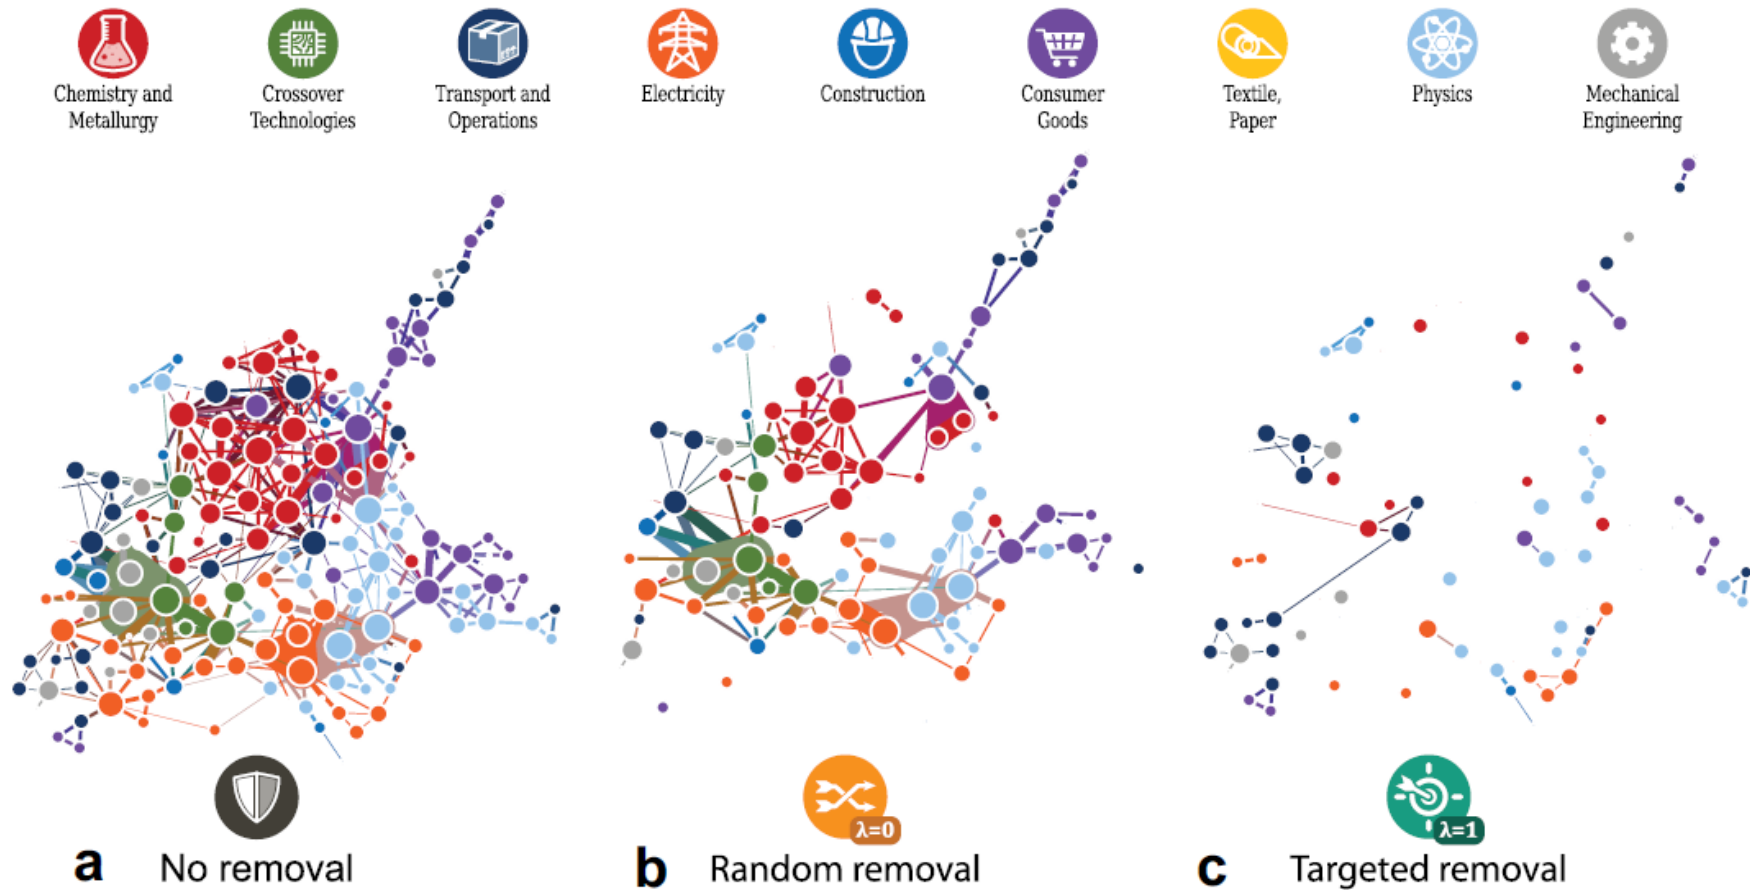 Chemistry and
Metallurgy
Crossover
Technologies
Transport and
Operations
Electricity
Construction
Consumer
Goods
Textile,
Paper
Physics
Mechanical
Engineering
λ=0
λ=1
a No removal
b Random removal
c Targeted removal